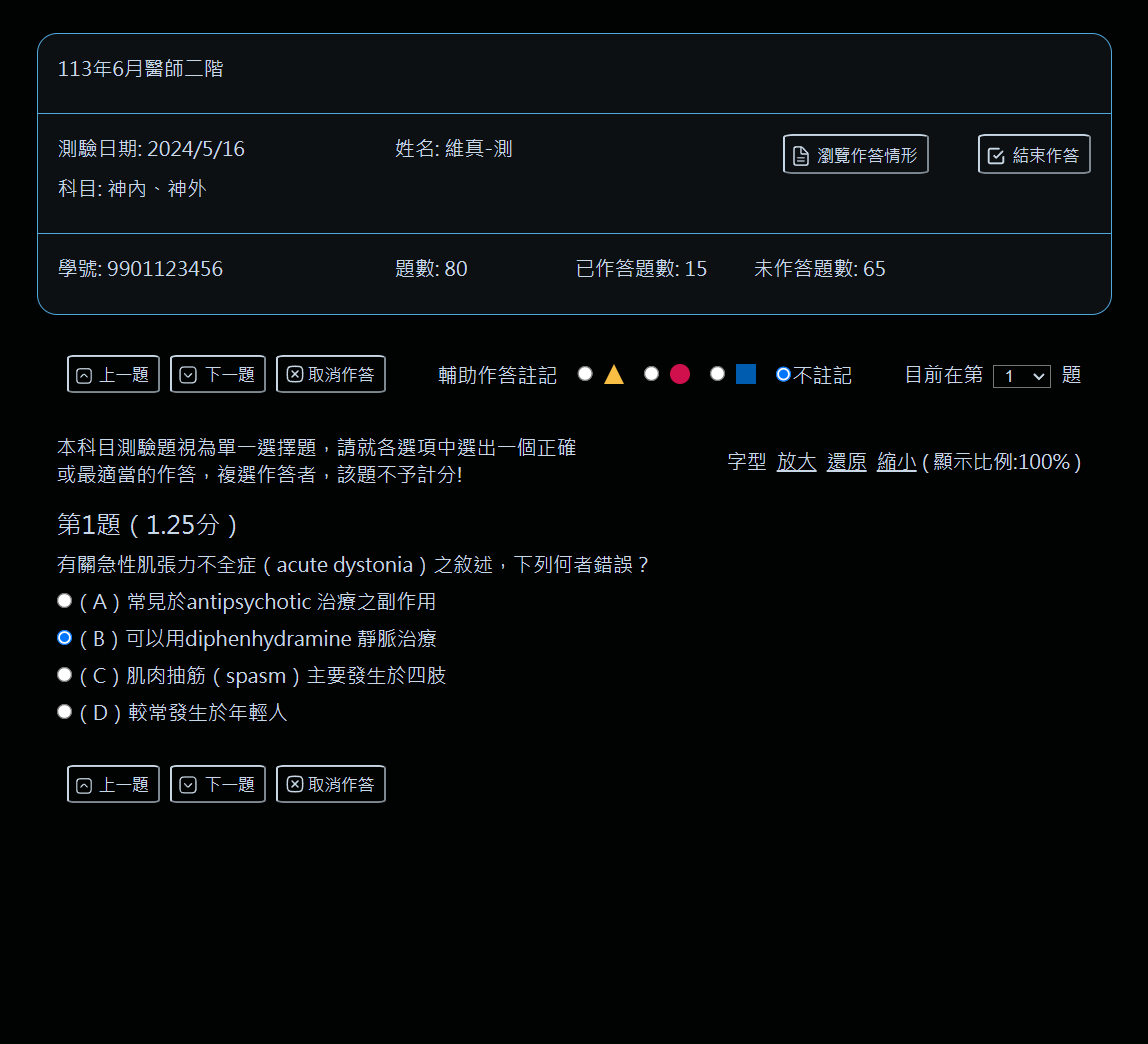 113年6月醫師二階
測驗日期: 2024/5/16 姓名: 維真-測 瀏覽作答情形 結束作答
科目: 神內、神外
學號: 9901123456 題數: 80 已作答題數: 15 未作答題數: 65
上一題 下一題 取消作答 輔助作答註記 不註記 目前在第 1 題
本科目測驗題視為單一選擇題，請就各選項中選出一個正確
或最適當的作答，複選作答者，該題不予計分!
字型 放大 還原 縮小 ( 顯示比例:100% )
第1題 ( 1.25分 )
有關急性肌張力不全症 ( acute dystonia ) 之敘述，下列何者錯誤？
( A ) 常見於antipsychotic 治療之副作用
( B ) 可以用diphenhydramine 靜脈治療
( C ) 肌肉抽筋 ( spasm ) 主要發生於四肢
( D ) 較常發生於年輕人
上一題 下一題 取消作答